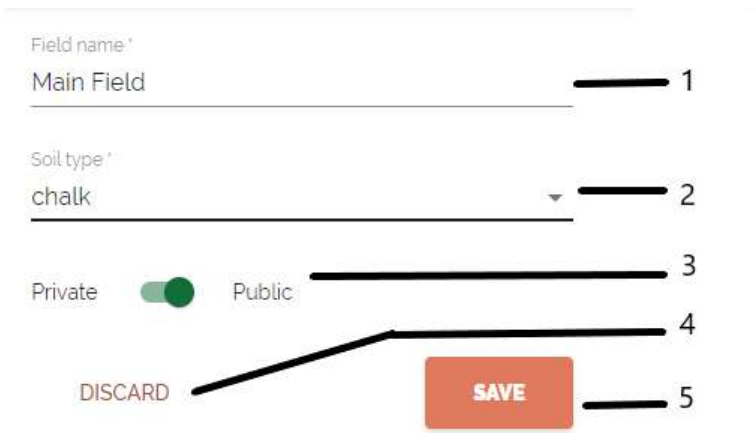 Field name *
Main Field 1
Soil type *
chalk 2
3
Private Public
4
DISCARD SAVE 5